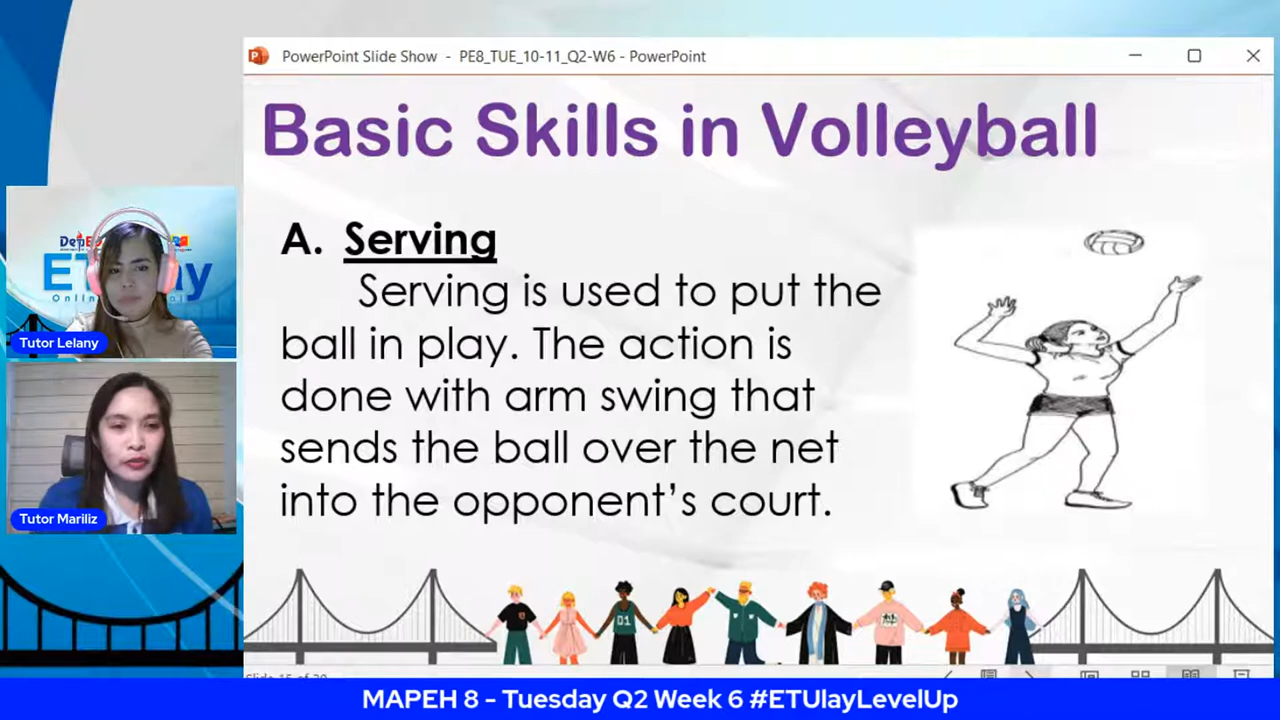 PowerPoint Slide Show - PE8_TUE_10-11_Q2-W6 - PowerPoint
Basic Skills in Volleyball
A. Serving
Serving is used to put the
ball in play. The action is
done with arm swing that
sends the ball over the net
into the opponent's court.
Tutor Lelany
Tutor Mariliz
01
MAPEH 8 - Tuesday Q2 Week 6 #ETUlayLevelUp